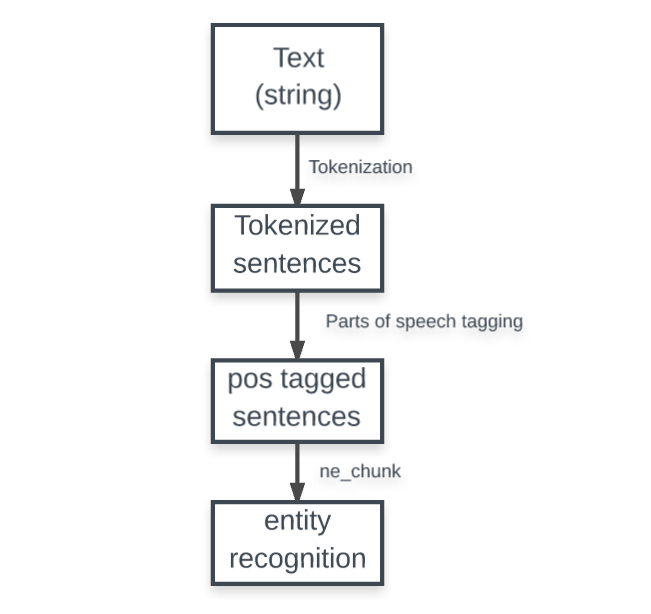 Text
(string)
Tokenization
Tokenized
sentences
Parts of speech tagging
pos tagged
sentences
ne_chunk
entity
recognition